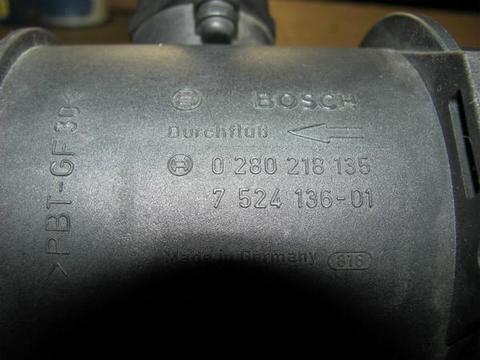 BOSCH
Durchfluß
0 280 218 135
7 524 136-01
Made in Germany 816
>PBT-GF30<